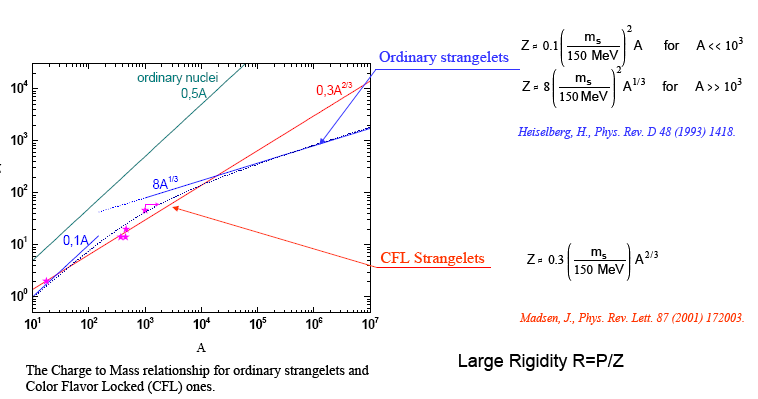 Ordinary strangelets
Z = 0.1 (m_s / 150 MeV)^2 A for A << 10^3
Z = 8 (m_s / 150 MeV)^2 A^1/3 for A >> 10^3
Heiselberg, H., Phys. Rev. D 48 (1993) 1418.
ordinary nuclei
0,5A
0,3A^2/3
8A^1/3
0,1A
10^4
10^3
10^2
10^1
10^0
10^1 10^2 10^3 10^4 10^5 10^6 10^7
A
CFL Strangelets
Z = 0.3 (m_s / 150 MeV) A^2/3
Madsen, J., Phys. Rev. Lett. 87 (2001) 172003.
Large Rigidity R=P/Z
The Charge to Mass relationship for ordinary strangelets and
Color Flavor Locked (CFL) ones.